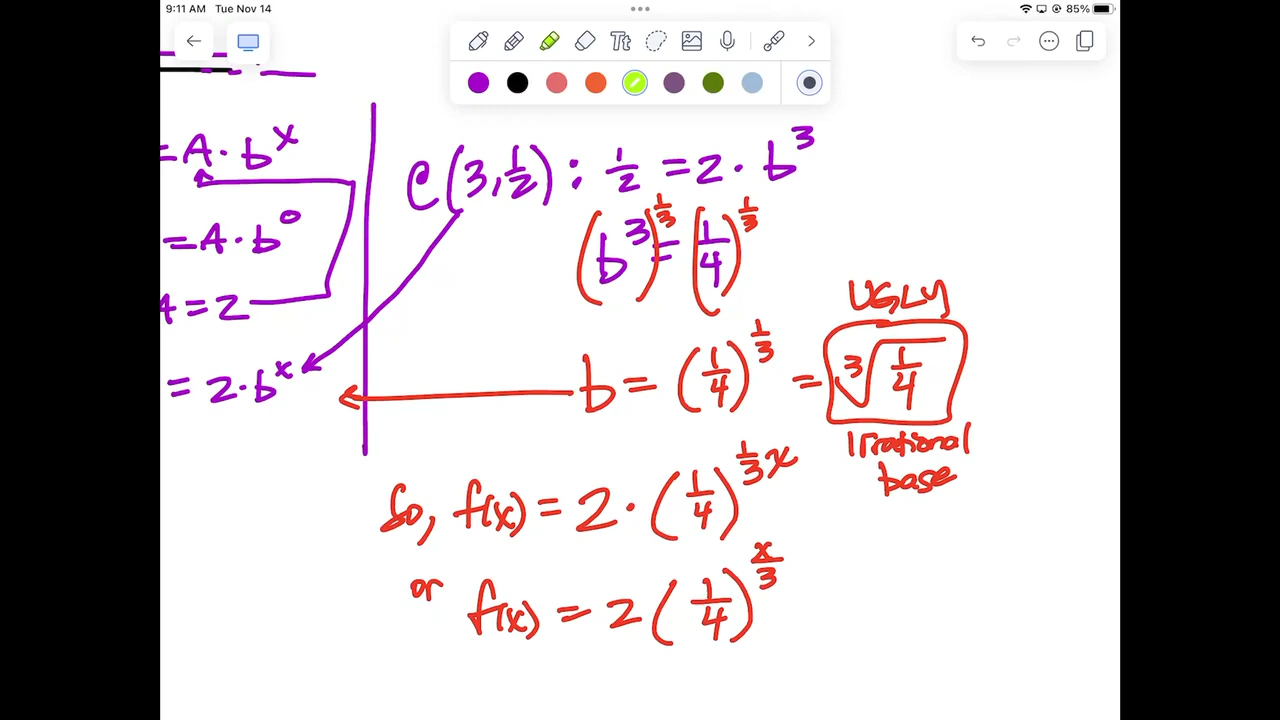 9:11 AM Tue Nov 14
85%
Tt
= A · b^x
= A · b^0
A = 2
= 2 · b^x
@ (3, 1/2) : 1/2 = 2 · b^3
(b^3)^1/3 = (1/4)^1/3
UGLY
b = (1/4)^1/3 = ∛(1/4)
Irrational
base
So, f(x) = 2 · (1/4)^1/3 x
or f(x) = 2 (1/4)^x/3